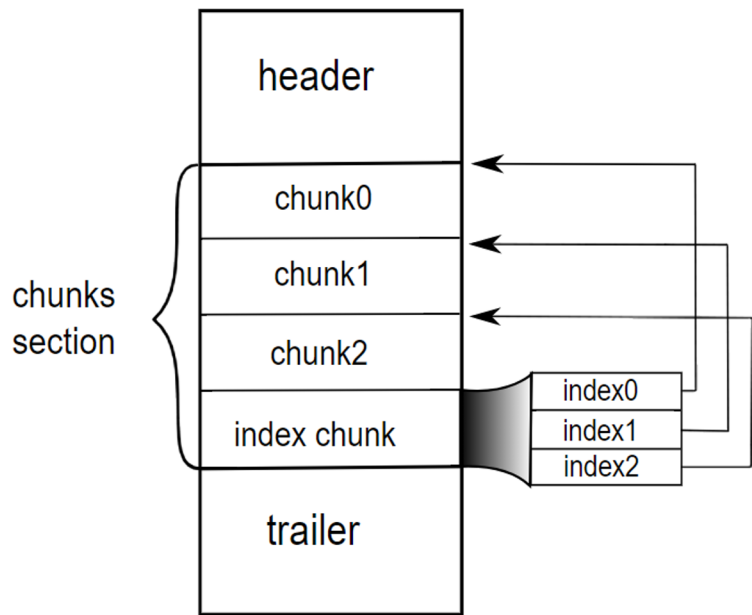 header
chunk0
chunk1
chunks
section
chunk2
index chunk
index0
index1
index2
trailer